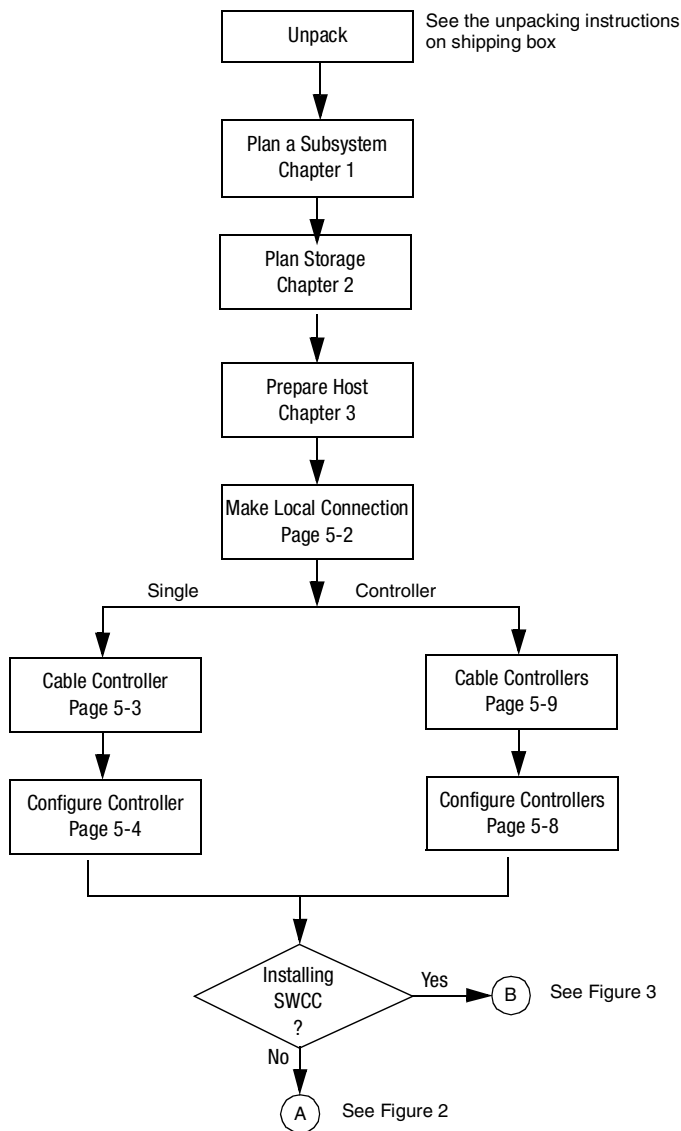 Unpack
See the unpacking instructions
on shipping box
Plan a Subsystem
Chapter 1
Plan Storage
Chapter 2
Prepare Host
Chapter 3
Make Local Connection
Page 5-2
Single
Controller
Cable Controller
Page 5-3
Cable Controllers
Page 5-9
Configure Controller
Page 5-4
Configure Controllers
Page 5-8
Installing
SWCC
?
Yes
B
See Figure 3
No
A
See Figure 2